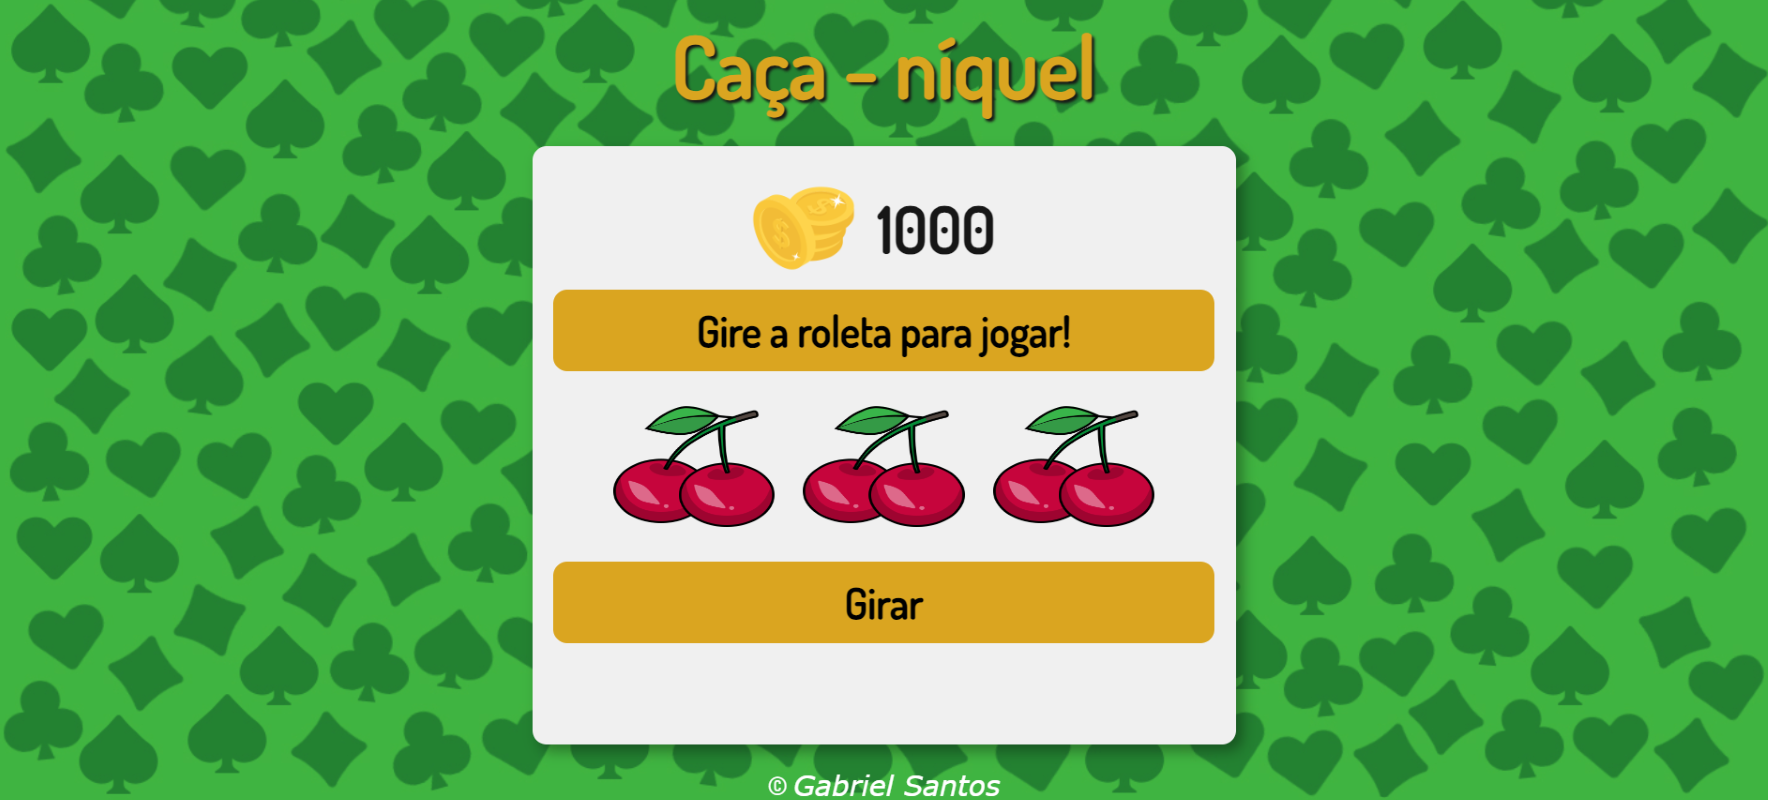 Caça - níquel
1000
Gire a roleta para jogar!
Girar
© Gabriel Santos